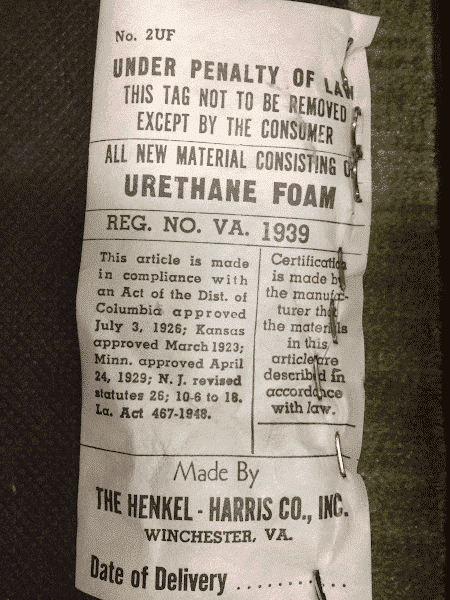 No. 2UF
UNDER PENALTY OF LAW
THIS TAG NOT TO BE REMOVED
EXCEPT BY THE CONSUMER
ALL NEW MATERIAL CONSISTING O
URETHANE FOAM
REG. NO. VA. 1939
This article is made
in compliance with
an Act of the Dist. of
Columbia approved
July 3, 1926; Kansas
approved March 1923;
Minn. approved April
24, 1929; N. J. revised
statutes 26; 10-6 to 18.
La. Act 467-1948.
Certification
is made by
the manufac-
turer that
the materials
in this
article are
described in
accordance
with law.
Made By
THE HENKEL - HARRIS CO., INC.
WINCHESTER, VA.
Date of Delivery ..........